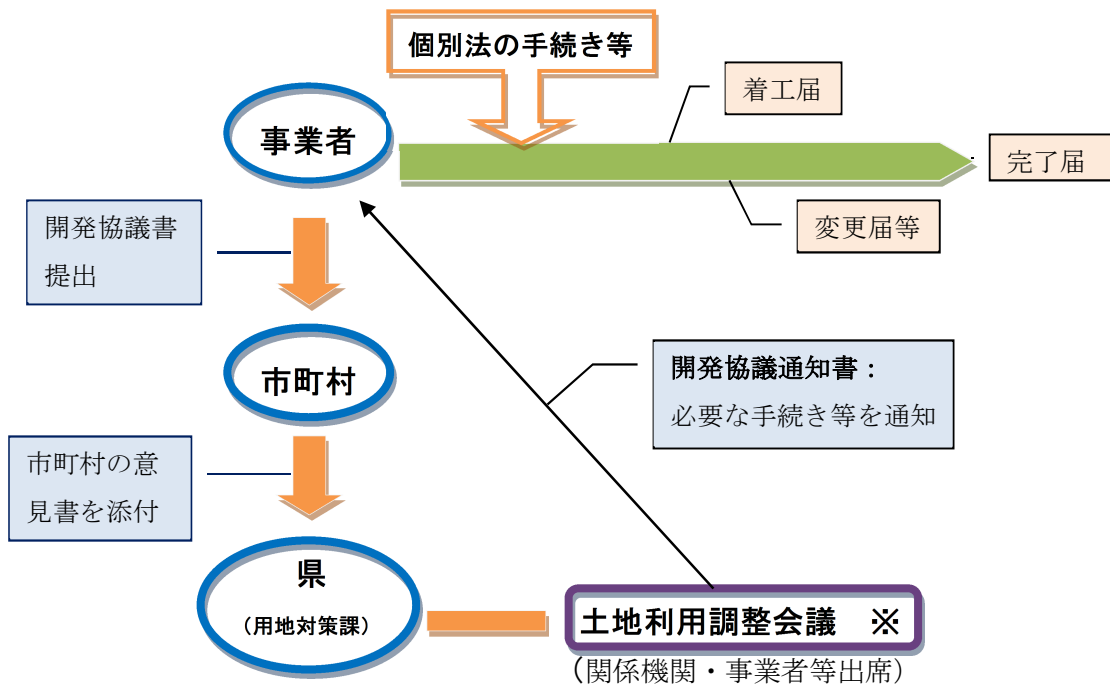 個別法の手続き等
事業者
着工届
完了届
変更届等
開発協議書
提出
市町村
開発協議通知書：
必要な手続き等を通知
市町村の意
見書を添付
県
（用地対策課）
土地利用調整会議　※
（関係機関・事業者等出席）